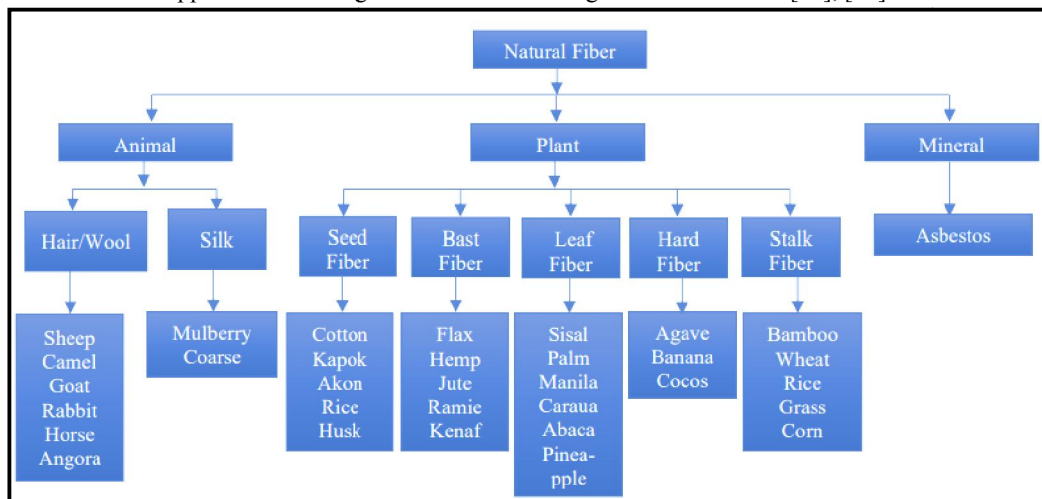 Natural Fiber
Animal
Plant
Mineral
Hair/Wool
Silk
Seed
Fiber
Bast
Fiber
Leaf
Fiber
Hard
Fiber
Stalk
Fiber
Asbestos
Sheep
Camel
Goat
Rabbit
Horse
Angora
Mulberry
Coarse
Cotton
Kapok
Akon
Rice
Husk
Flax
Hemp
Jute
Ramie
Kenaf
Sisal
Palm
Manila
Caraua
Abaca
Pinea-
pple
Agave
Banana
Cocos
Bamboo
Wheat
Rice
Grass
Corn